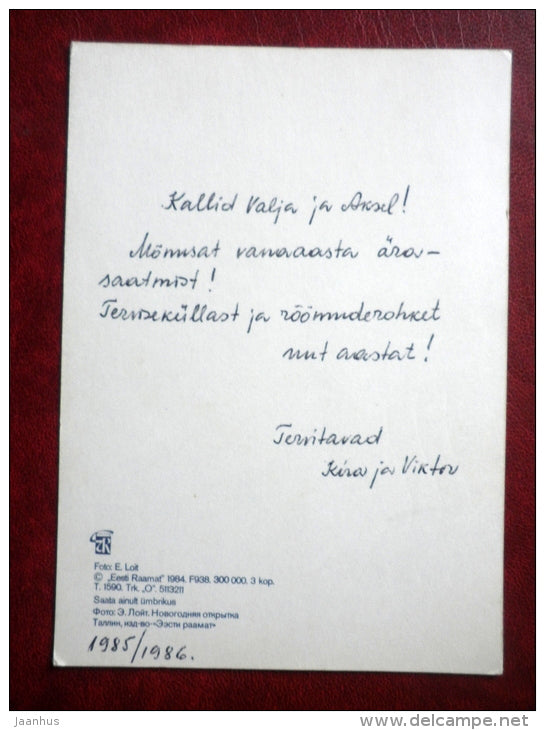 Kallid Valja ja Aksel!
Mõnusat vanaaasta ära-
saatmist!
Terviseküllast ja rõõmuderohket
uut aastat!
Tervitavad
Kira ja Viktor
Foto: E. Loit
© „Eesti Raamat" 1984. F938. 300 000. 3 kop.
T. 1590. Trk. „O". 5113211
Saata ainult ümbrikus
Фото: Э. Лойт. Новогодняя открытка
Таллин, изд-во «Ээсти раамат»
1985/1986.
janhus
www.delcampe.net